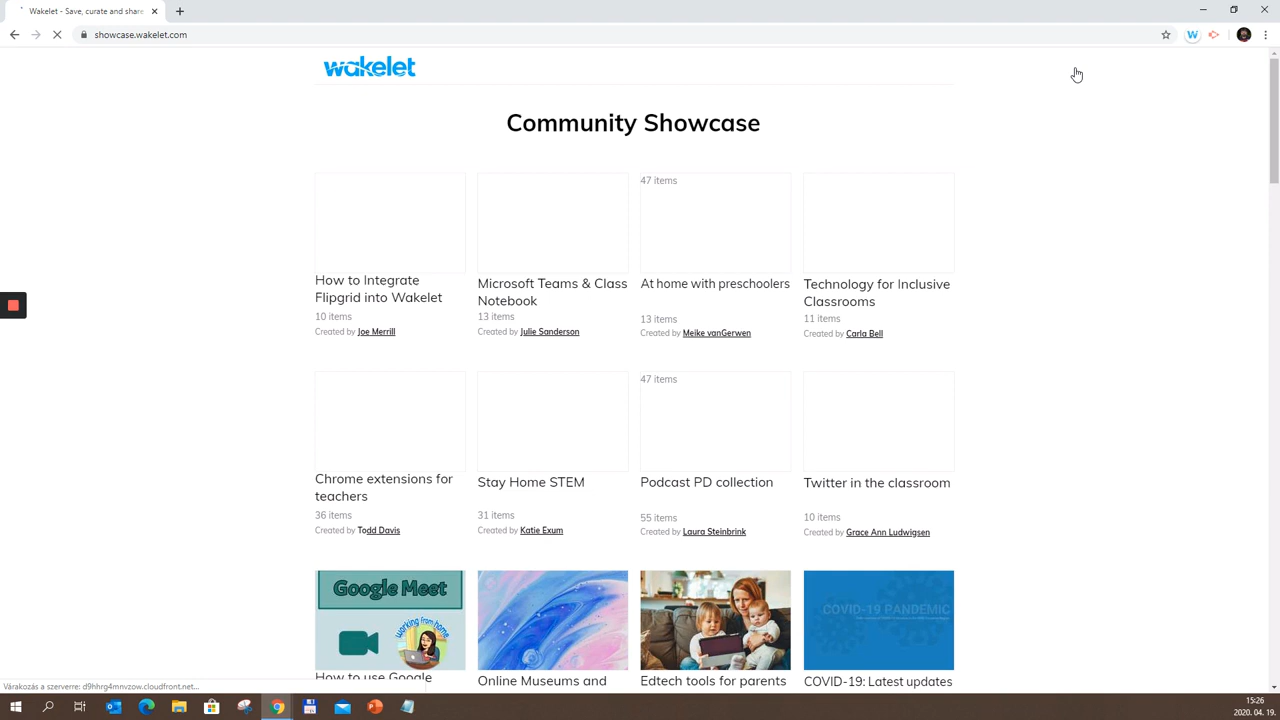 Wakelet - Save, curate and share
showcase.wakelet.com
wakelet
Community Showcase
47 items
How to Integrate
Flipgrid into Wakelet
10 items
Created by Joe Merrill
Microsoft Teams & Class
Notebook
13 items
Created by Julie Sanderson
At home with preschoolers
13 items
Created by Meike vanGerwen
Technology for Inclusive
Classrooms
11 items
Created by Carla Bell
47 items
Chrome extensions for
teachers
36 items
Created by Todd Davis
Stay Home STEM
31 items
Created by Katie Exum
Podcast PD collection
55 items
Created by Laura Steinbrink
Twitter in the classroom
10 items
Created by Grace Ann Ludwigsen
Google Meet
working from home
COVID-19 PANDEMIC
How to use Google
Online Museums and
Edtech tools for parents
COVID-19: Latest updates
Várakozás a szerverre: d9hhrg4mnvzow.cloudfront.net...
15:26
2020. 04. 19.